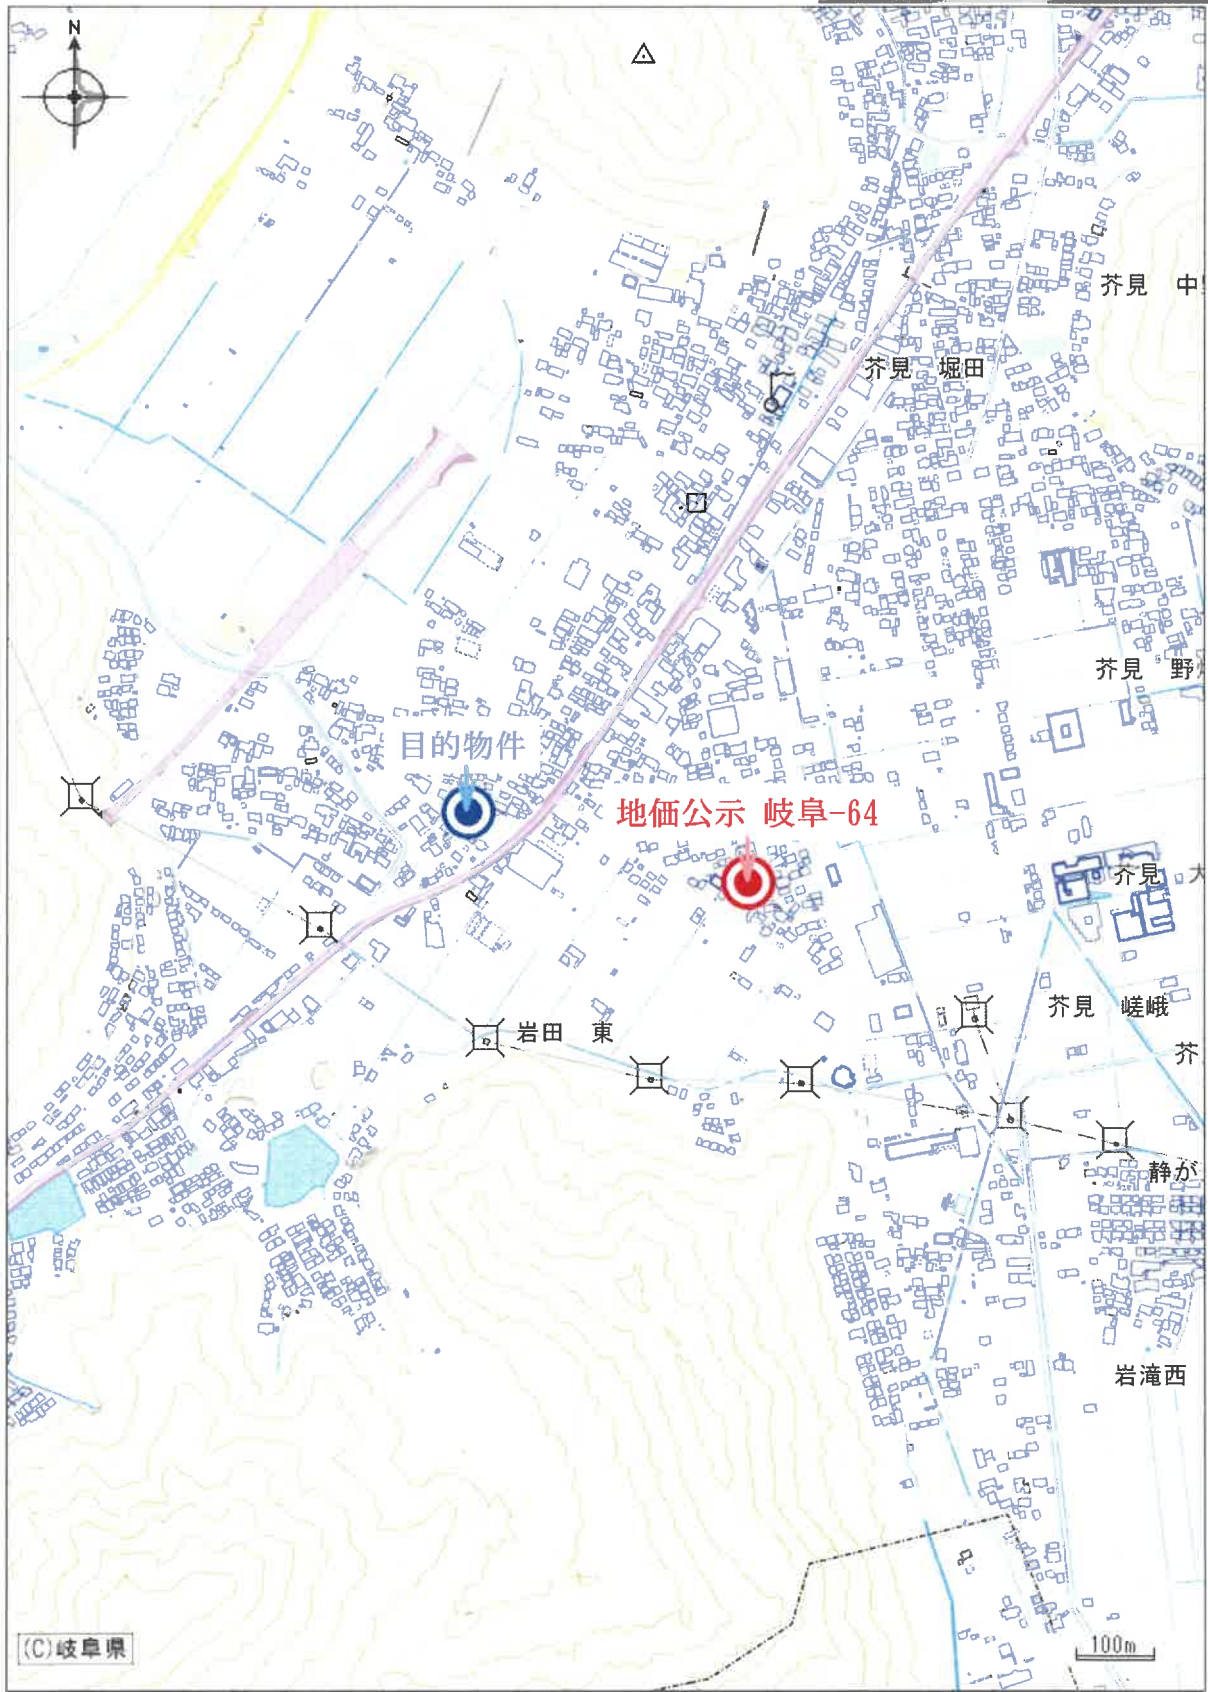 N
芥見 中
芥見 堀田
芥見 野
目的物件
地価公示 岐阜-64
芥見 大
芥見 嵯峨
岩田 東
芥
静が
岩滝西
(C)岐阜県
100m